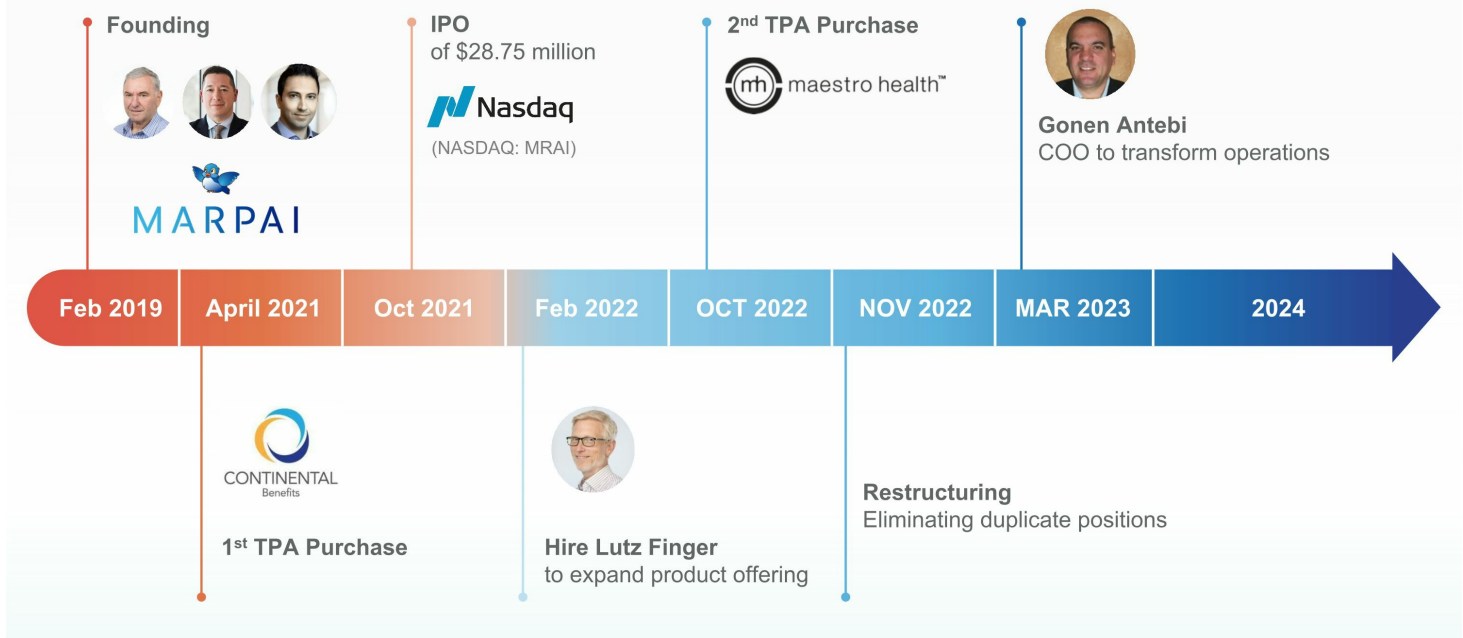 Founding
MARPAI
IPO
of $28.75 million
Nasdaq
(NASDAQ: MRAI)
2nd TPA Purchase
mh maestro health™
Gonen Antebi
COO to transform operations
Feb 2019
April 2021
Oct 2021
Feb 2022
OCT 2022
NOV 2022
MAR 2023
2024
CONTINENTAL
Benefits
1st TPA Purchase
Hire Lutz Finger
to expand product offering
Restructuring
Eliminating duplicate positions